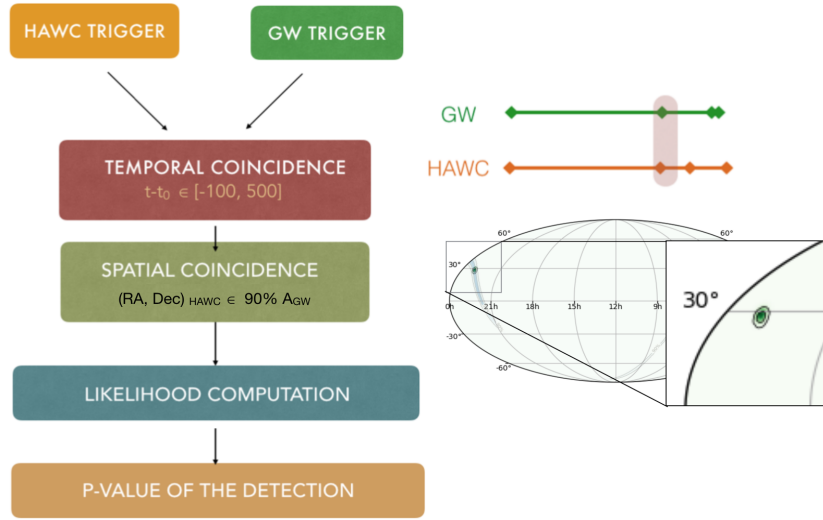 HAWC TRIGGER
GW TRIGGER
TEMPORAL COINCIDENCE
t-t₀ ∈ [-100, 500]
SPATIAL COINCIDENCE
(RA, Dec) HAWC ∈ 90% AGW
LIKELIHOOD COMPUTATION
P-VALUE OF THE DETECTION
GW
HAWC
60°
60°
30°
0h
21h
15h
12h
9h
-30°
-60°
30°